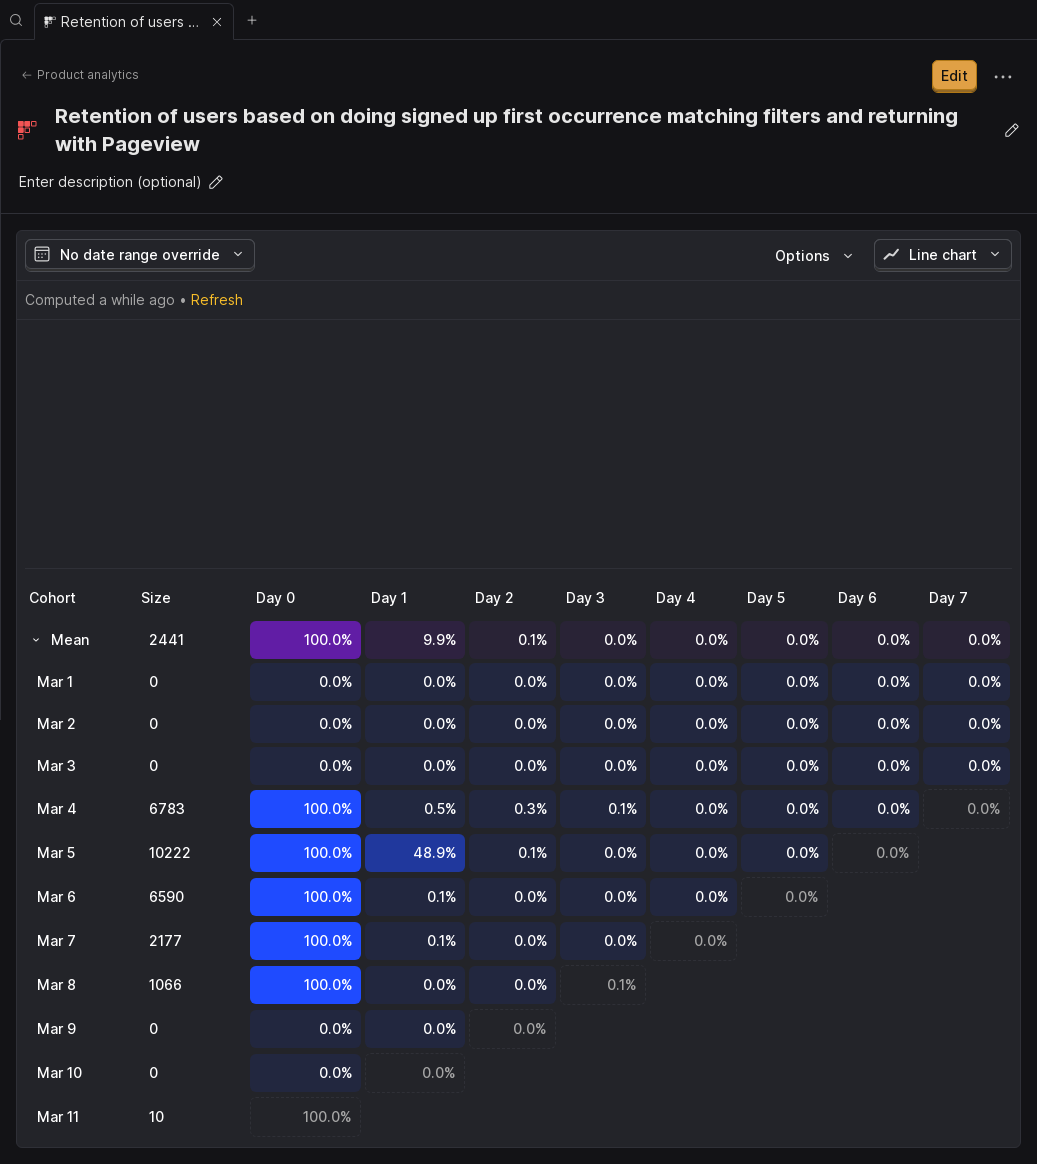 Retention of users ...
Product analytics
Edit
Retention of users based on doing signed up first occurrence matching filters and returning
with Pageview
Enter description (optional)
No date range override
Options
Line chart
Computed a while ago • Refresh
Cohort Size Day 0 Day 1 Day 2 Day 3 Day 4 Day 5 Day 6 Day 7
Mean 2441 100.0% 9.9% 0.1% 0.0% 0.0% 0.0% 0.0% 0.0%
Mar 1 0 0.0% 0.0% 0.0% 0.0% 0.0% 0.0% 0.0% 0.0%
Mar 2 0 0.0% 0.0% 0.0% 0.0% 0.0% 0.0% 0.0% 0.0%
Mar 3 0 0.0% 0.0% 0.0% 0.0% 0.0% 0.0% 0.0% 0.0%
Mar 4 6783 100.0% 0.5% 0.3% 0.1% 0.0% 0.0% 0.0% 0.0%
Mar 5 10222 100.0% 48.9% 0.1% 0.0% 0.0% 0.0% 0.0%
Mar 6 6590 100.0% 0.1% 0.0% 0.0% 0.0% 0.0%
Mar 7 2177 100.0% 0.1% 0.0% 0.0% 0.0%
Mar 8 1066 100.0% 0.0% 0.0% 0.1%
Mar 9 0 0.0% 0.0% 0.0%
Mar 10 0 0.0% 0.0%
Mar 11 10 100.0%